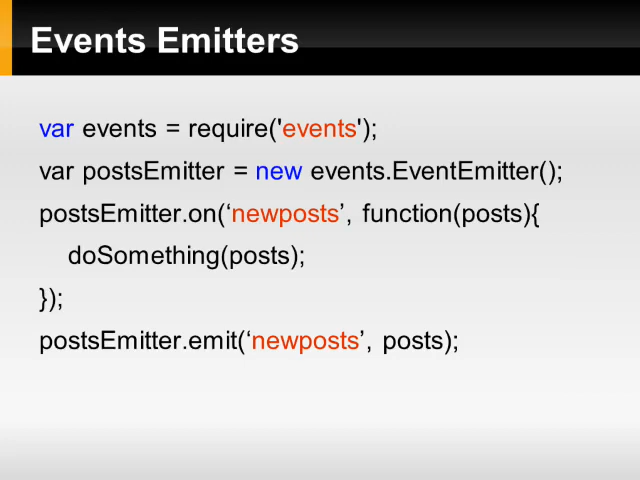 Events Emitters
var events = require('events');
var postsEmitter = new events.EventEmitter();
postsEmitter.on(‘newposts’, function(posts){
doSomething(posts);
});
postsEmitter.emit(‘newposts’, posts);